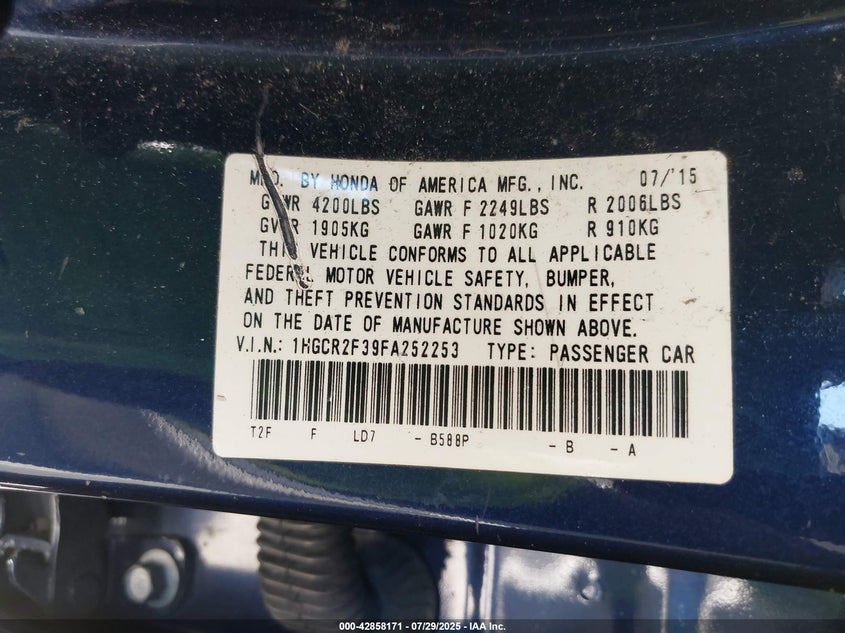 MFD. BY HONDA OF AMERICA MFG., INC. 07/'15
GVWR 4200LBS GAWR F 2249LBS R 2006LBS
GVWR 1905KG GAWR F 1020KG R 910KG
THIS VEHICLE CONFORMS TO ALL APPLICABLE
FEDERAL MOTOR VEHICLE SAFETY, BUMPER,
AND THEFT PREVENTION STANDARDS IN EFFECT
ON THE DATE OF MANUFACTURE SHOWN ABOVE.
V.I.N.: 1HGCR2F39FA252253 TYPE: PASSENGER CAR
T2F F LD7 - B588P - B - A
000-42858171 - 07/29/2025 - IAA Inc.